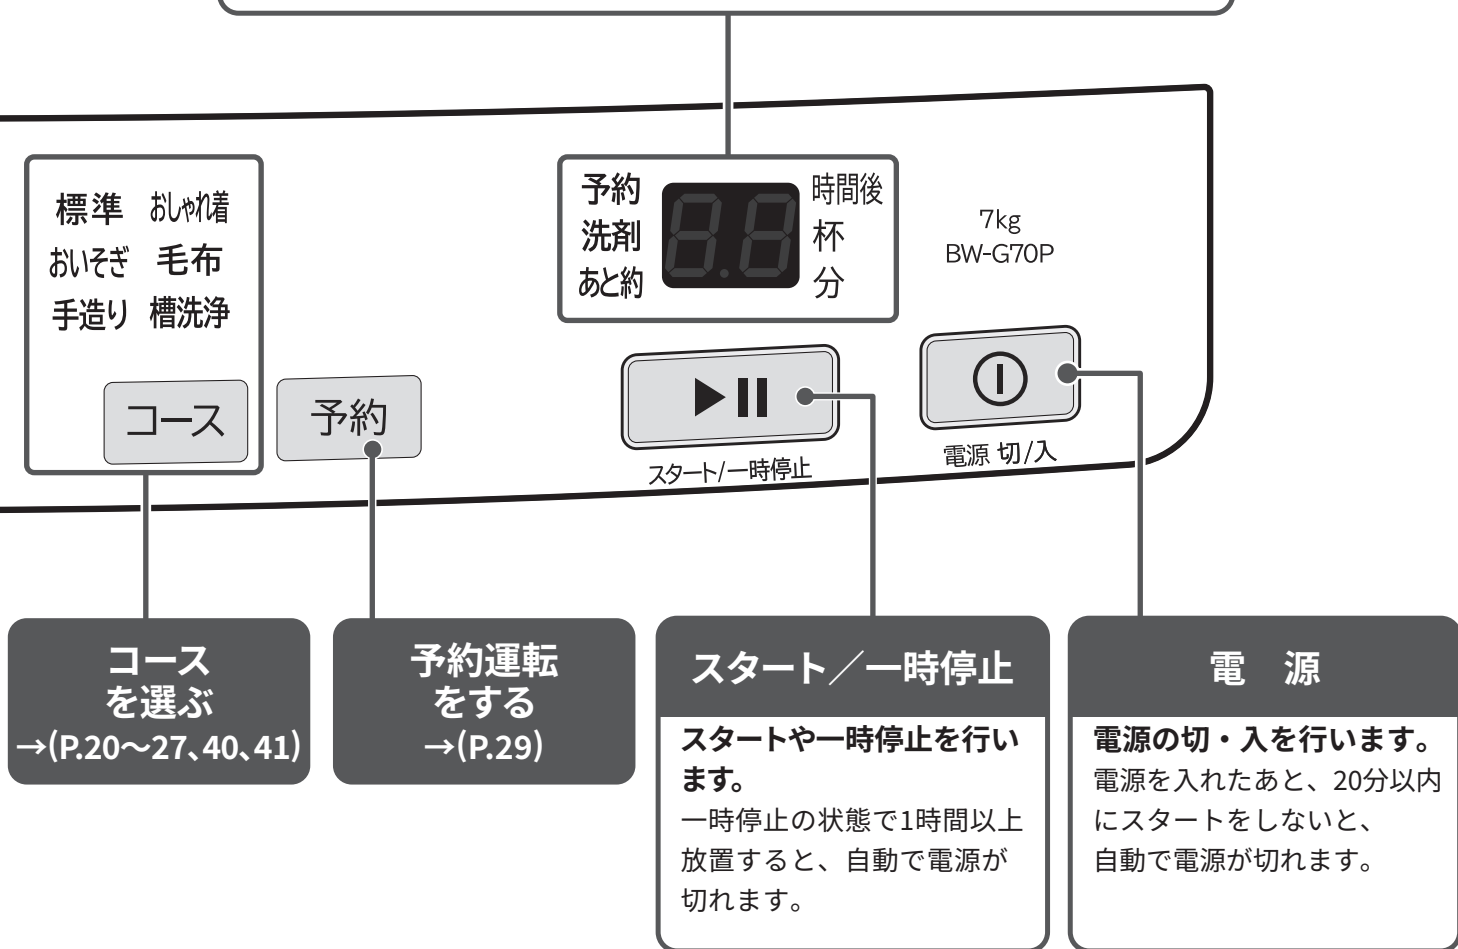 標準 おしゃれ着
おいそぎ 毛布
手造り 槽洗浄
コース
予約
予約 時間後
洗剤 杯
あと約 分
7kg
BW-G70P
スタート/一時停止
電源 切/入
コース
を選ぶ
→(P.20〜27、40、41)
予約運転
をする
→(P.29)
スタート／一時停止
スタートや一時停止を行い
ます。
一時停止の状態で1時間以上
放置すると、自動で電源が
切れます。
電 源
電源の切・入を行います。
電源を入れたあと、20分以内
にスタートをしないと、
自動で電源が切れます。